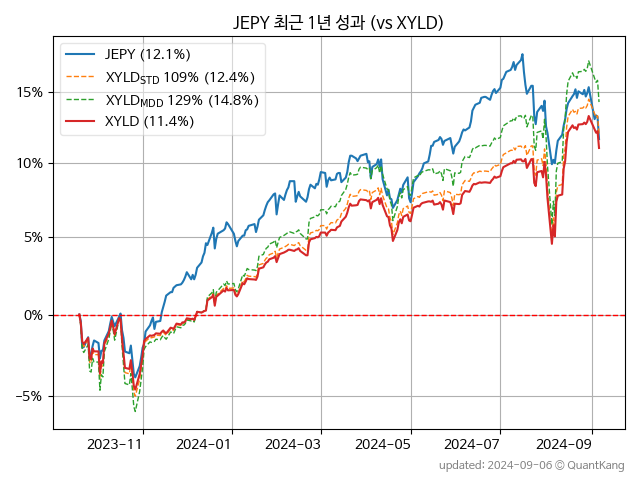 JEPY 최근 1년 성과 (vs XYLD)
JEPY (12.1%)
XYLD_STD 109% (12.4%)
XYLD_MDD 129% (14.8%)
XYLD (11.4%)
15%
10%
5%
0%
−5%
2023−11 2024−01 2024−03 2024−05 2024−07 2024−09
updated: 2024−09−06 © QuantKang